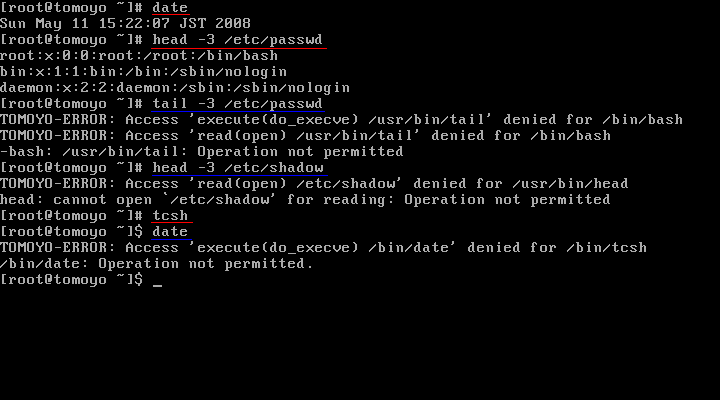 [root@tomoyo ~]# date
Sun May 11 15:22:07 JST 2008
[root@tomoyo ~]# head -3 /etc/passwd
root:x:0:0:root:/root:/bin/bash
bin:x:1:1:bin:/bin:/sbin/nologin
daemon:x:2:2:daemon:/sbin:/sbin/nologin
[root@tomoyo ~]# tail -3 /etc/passwd
TOMOYO-ERROR: Access 'execute(do_execve) /usr/bin/tail' denied for /bin/bash
TOMOYO-ERROR: Access 'read(open) /usr/bin/tail' denied for /bin/bash
-bash: /usr/bin/tail: Operation not permitted
[root@tomoyo ~]# head -3 /etc/shadow
TOMOYO-ERROR: Access 'read(open) /etc/shadow' denied for /usr/bin/head
head: cannot open `/etc/shadow' for reading: Operation not permitted
[root@tomoyo ~]# tcsh
[root@tomoyo ~]$ date
TOMOYO-ERROR: Access 'execute(do_execve) /bin/date' denied for /bin/tcsh
/bin/date: Operation not permitted.
[root@tomoyo ~]$ _